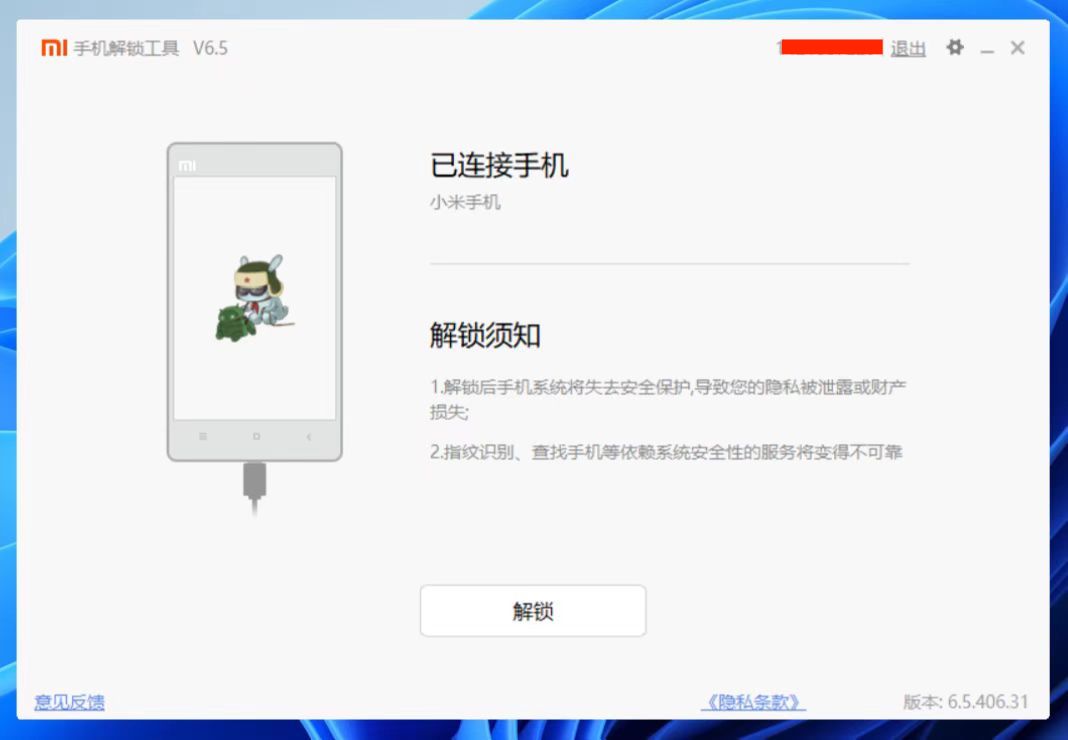 mi 手机解锁工具 V6.5
1
退出
mi
已连接手机
小米手机
解锁须知
1.解锁后手机系统将失去安全保护,导致您的隐私被泄露或财产
损失;
2.指纹识别、查找手机等依赖系统安全性的服务将变得不可靠
解锁
意见反馈
《隐私条款》
版本: 6.5.406.31